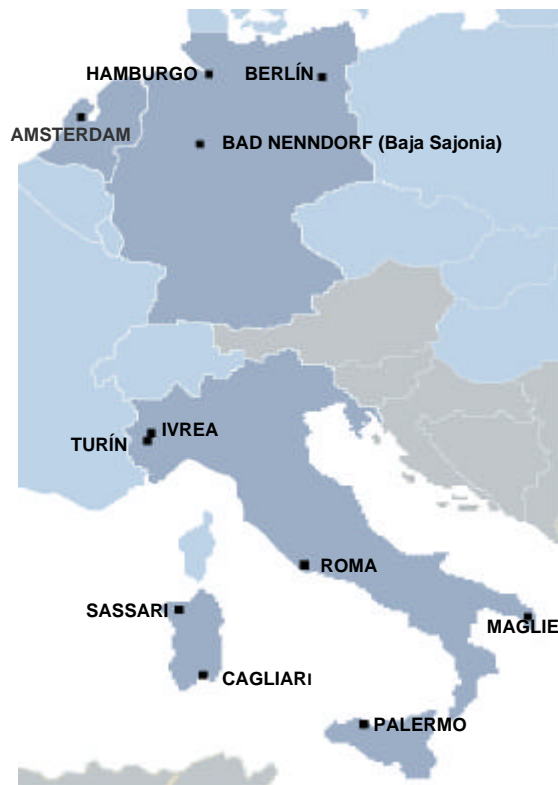 HAMBURGO
BERLÍN
AMSTERDAM
BAD NENNDORF (Baja Sajonia)
IVREA
TURÍN
ROMA
SASSARI
MAGLIE
CAGLIARI
PALERMO